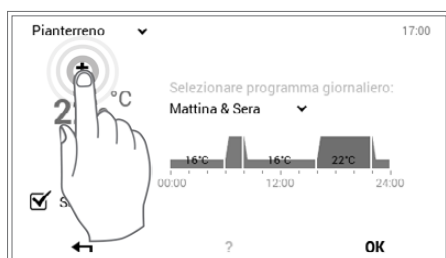 Pianterreno
17:00
+
°C
Selezionare programma giornaliero:
Mattina & Sera
16°C 16°C 22°C
00:00 12:00 24:00
?
OK